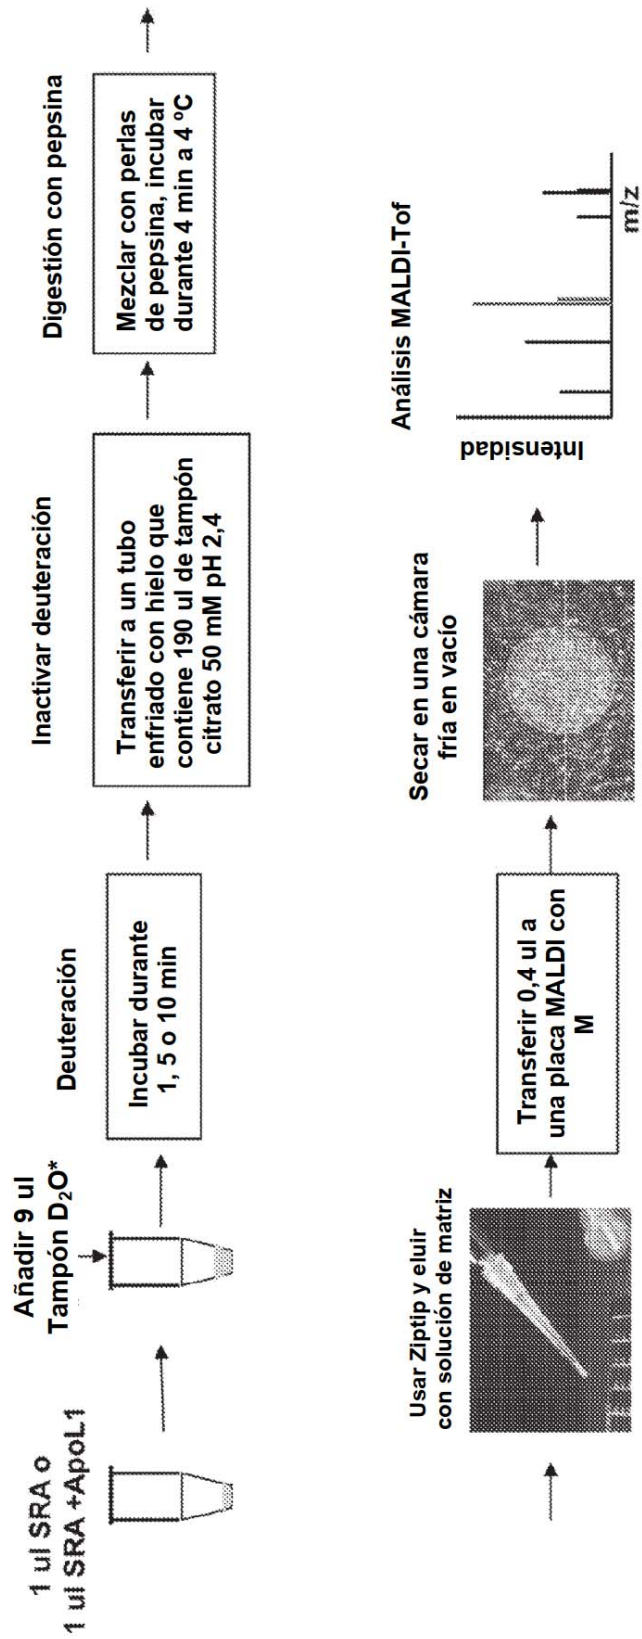 1 ul SRA o
1 ul SRA +ApoL1
Añadir 9 ul
Tampón D₂O*
Deuteración
Incubar durante
1, 5 o 10 min
Inactivar deuteración
Transferir a un tubo
enfriado con hielo que
contiene 190 ul de tampón
citrato 50 mM pH 2,4
Digestión con pepsina
Mezclar con perlas
de pepsina, incubar
durante 4 min a 4 ºC
Usar Ziptip y eluir
con solución de matriz
Transferir 0,4 ul a
una placa MALDI con
M
Secar en una cámara
fría en vacío
Análisis MALDI-Tof
Intensidad
m/z